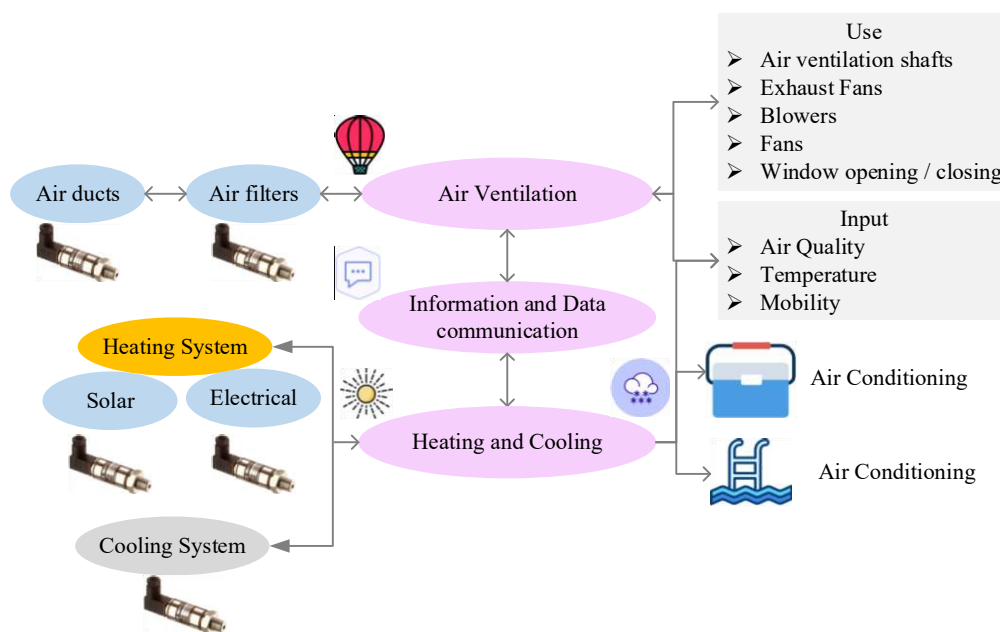 Use
➢ Air ventilation shafts
➢ Exhaust Fans
➢ Blowers
➢ Fans
➢ Window opening / closing
Air ducts
Air filters
Air Ventilation
Input
➢ Air Quality
➢ Temperature
➢ Mobility
Information and Data
communication
Heating System
Solar
Electrical
Heating and Cooling
Air Conditioning
Air Conditioning
Cooling System